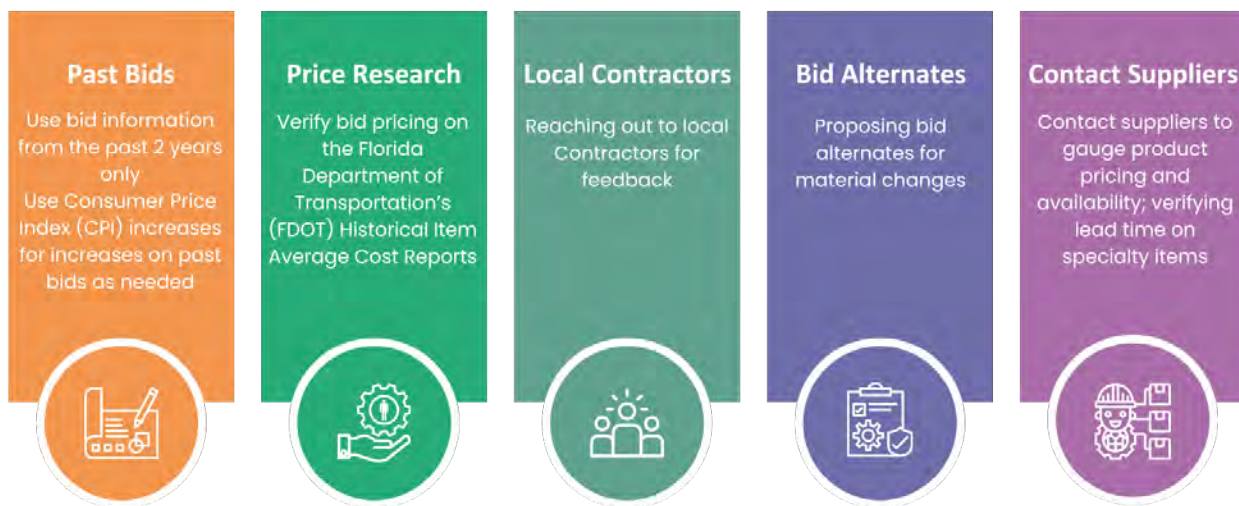 Past Bids
Use bid information
from the past 2 years
only
Use Consumer Price
Index (CPI) increases
for increases on past
bids as needed
Price Research
Verify bid pricing on
the Florida
Department of
Transportation's
(FDOT) Historical Item
Average Cost Reports
Local Contractors
Reaching out to local
Contractors for
feedback
Bid Alternates
Proposing bid
alternates for
material changes
Contact Suppliers
Contact suppliers to
gauge product
pricing and
availability; verifying
lead time on
specialty items